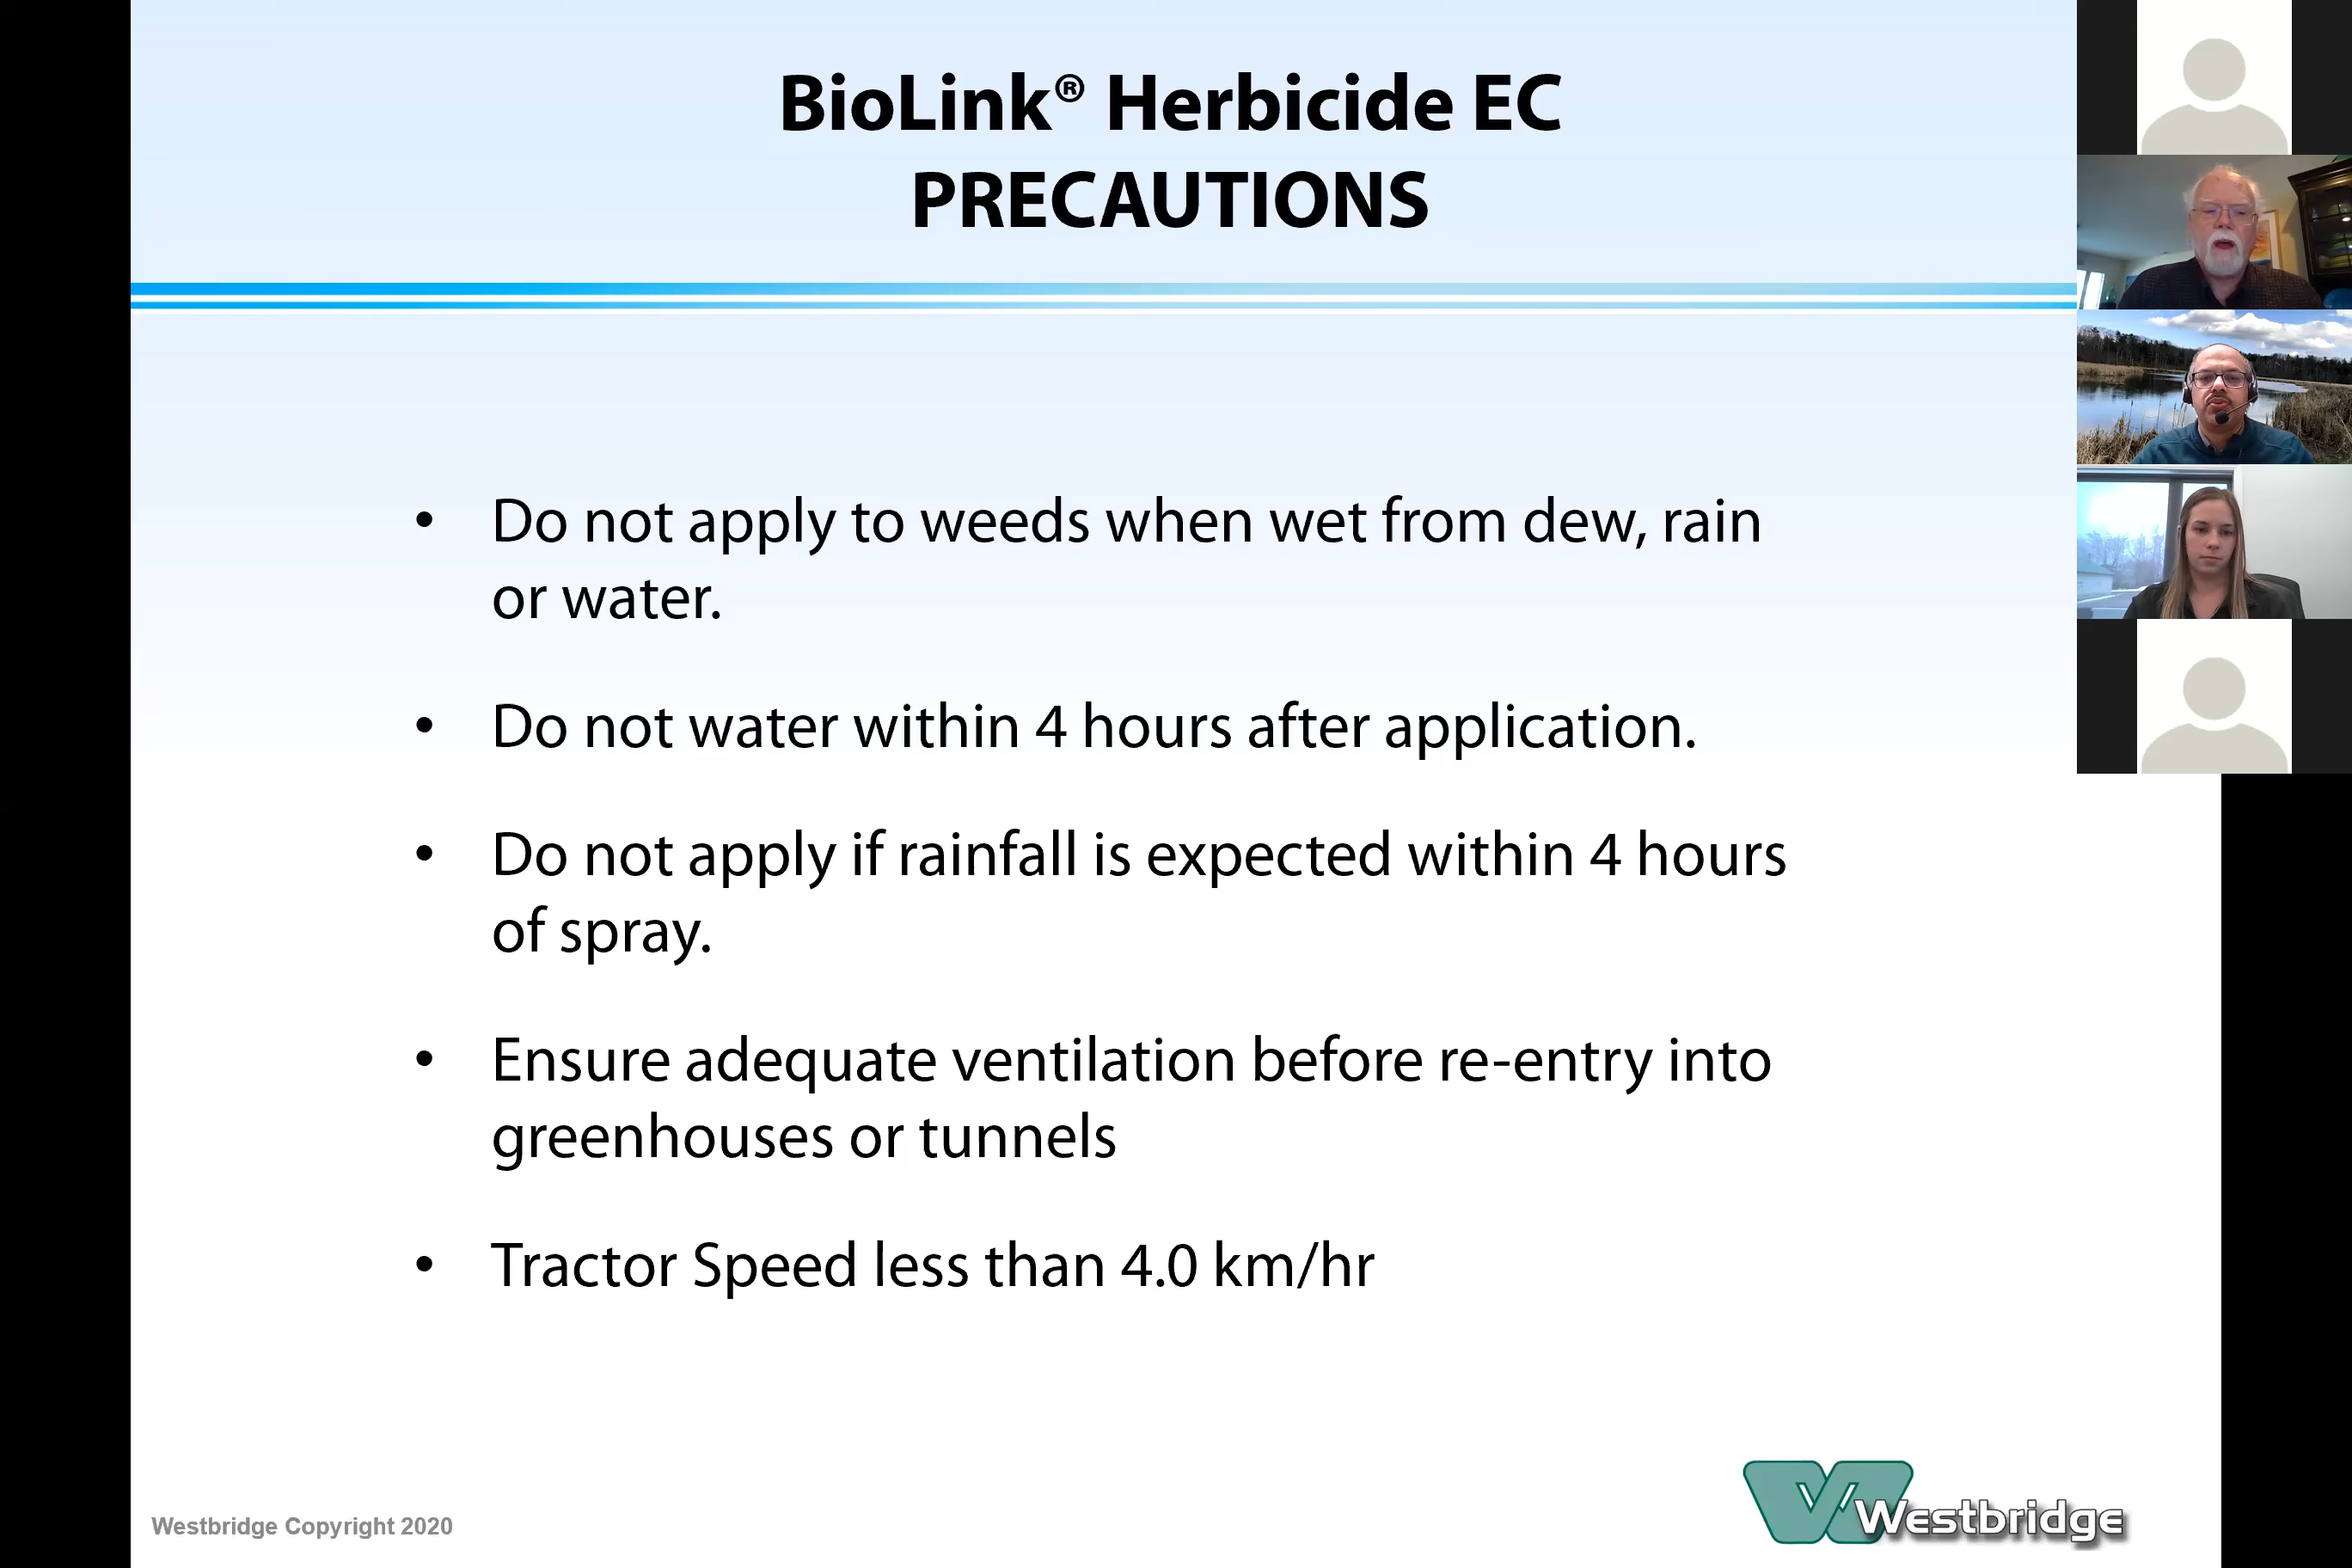 BioLink® Herbicide EC
PRECAUTIONS
• Do not apply to weeds when wet from dew, rain
or water.
• Do not water within 4 hours after application.
• Do not apply if rainfall is expected within 4 hours
of spray.
• Ensure adequate ventilation before re-entry into
greenhouses or tunnels
• Tractor Speed less than 4.0 km/hr
Westbridge Copyright 2020
Westbridge